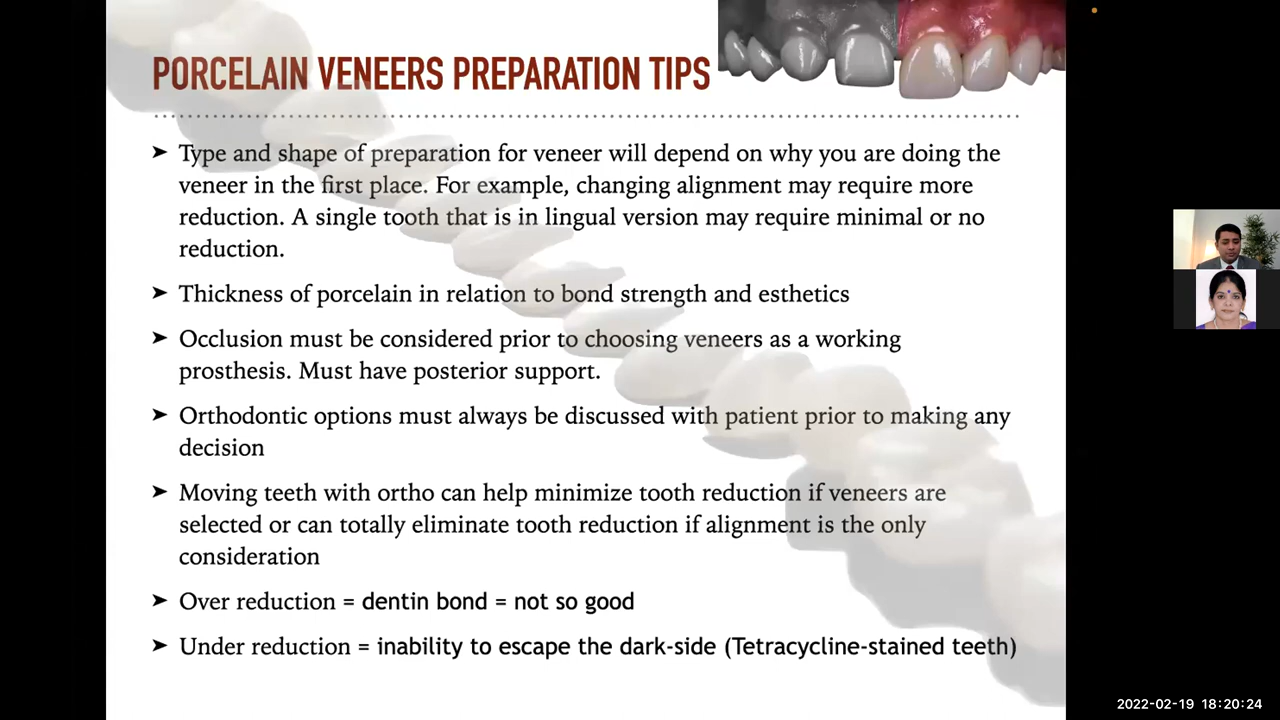 PORCELAIN VENEERS PREPARATION TIPS
➤ Type and shape of preparation for veneer will depend on why you are doing the
veneer in the first place. For example, changing alignment may require more
reduction. A single tooth that is in lingual version may require minimal or no
reduction.
➤ Thickness of porcelain in relation to bond strength and esthetics
➤ Occlusion must be considered prior to choosing veneers as a working
prosthesis. Must have posterior support.
➤ Orthodontic options must always be discussed with patient prior to making any
decision
➤ Moving teeth with ortho can help minimize tooth reduction if veneers are
selected or can totally eliminate tooth reduction if alignment is the only
consideration
➤ Over reduction = dentin bond = not so good
➤ Under reduction = inability to escape the dark-side (Tetracycline-stained teeth)
2022-02-19 18:20:24